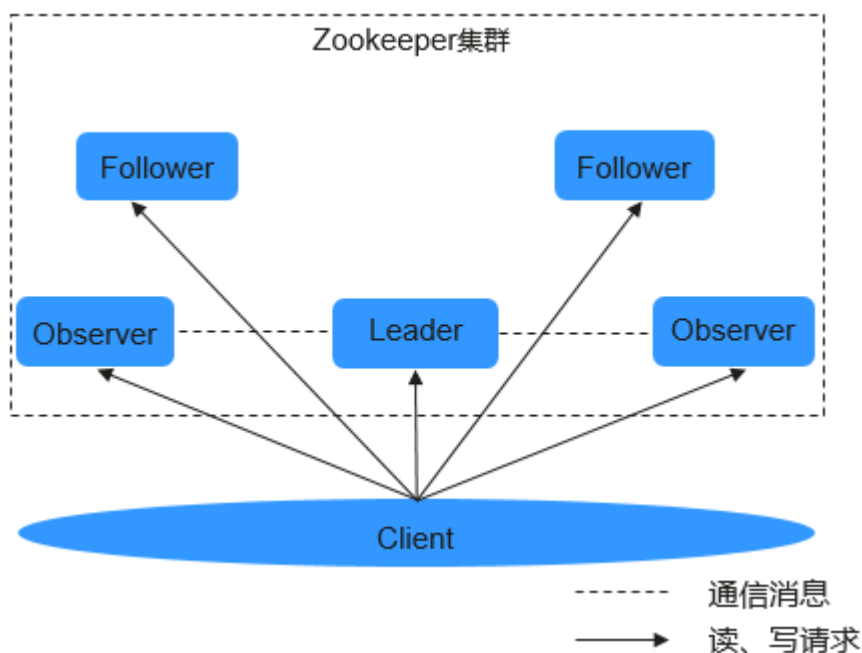 Zookeeper集群
Follower
Follower
Observer
Leader
Observer
Client
通信消息
读、写请求